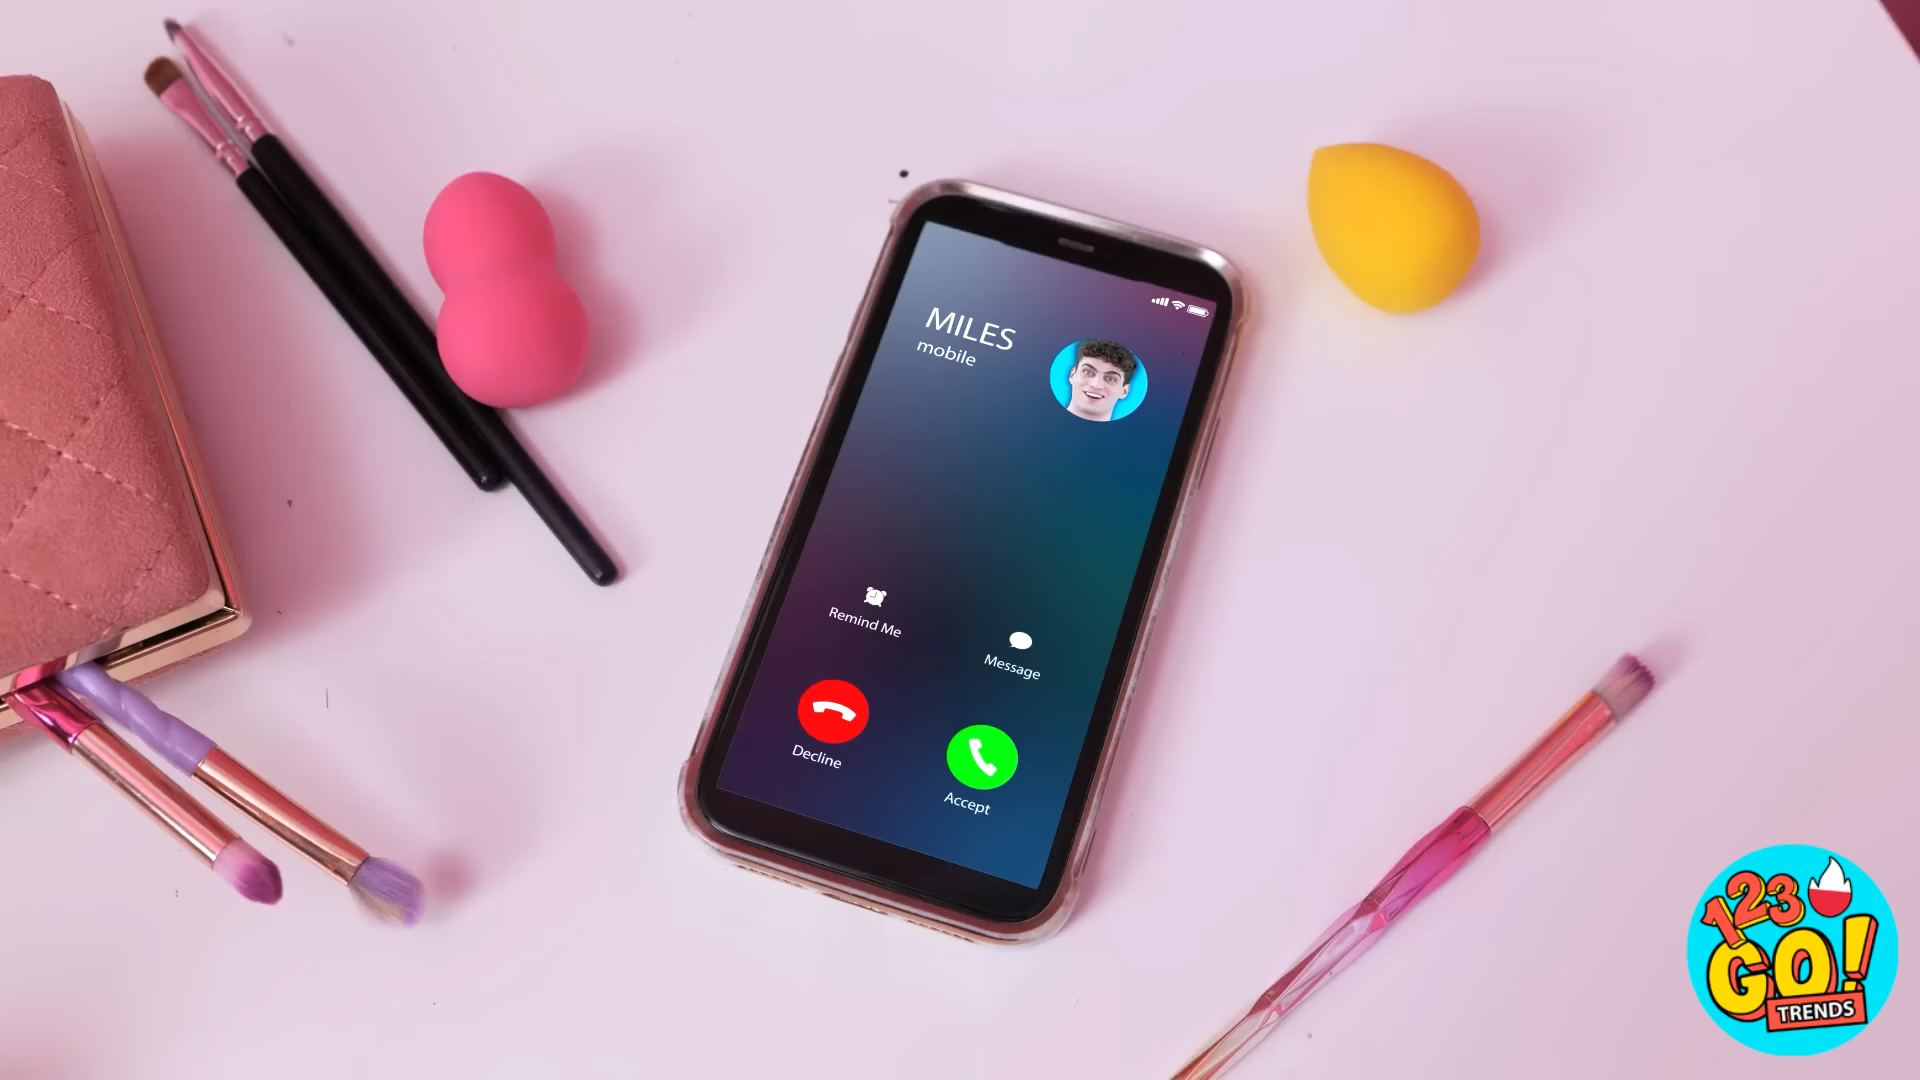 MILES
mobile
Remind Me
Message
Decline
Accept
123
GO!
TRENDS